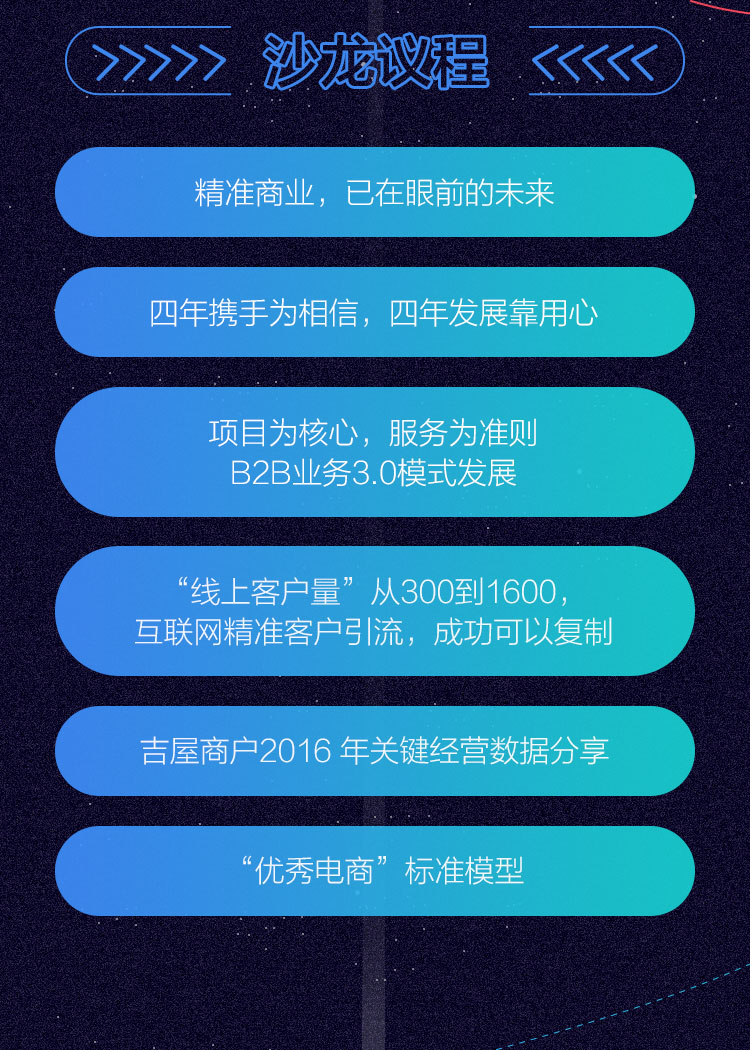 沙龙议程
精准商业，已在眼前的未来
四年携手为相信，四年发展靠用心
项目为核心，服务为准则
B2B业务3.0模式发展
“线上客户量”从300到1600，
互联网精准客户引流，成功可以复制
吉屋商户2016 年关键经营数据分享
“优秀电商”标准模型